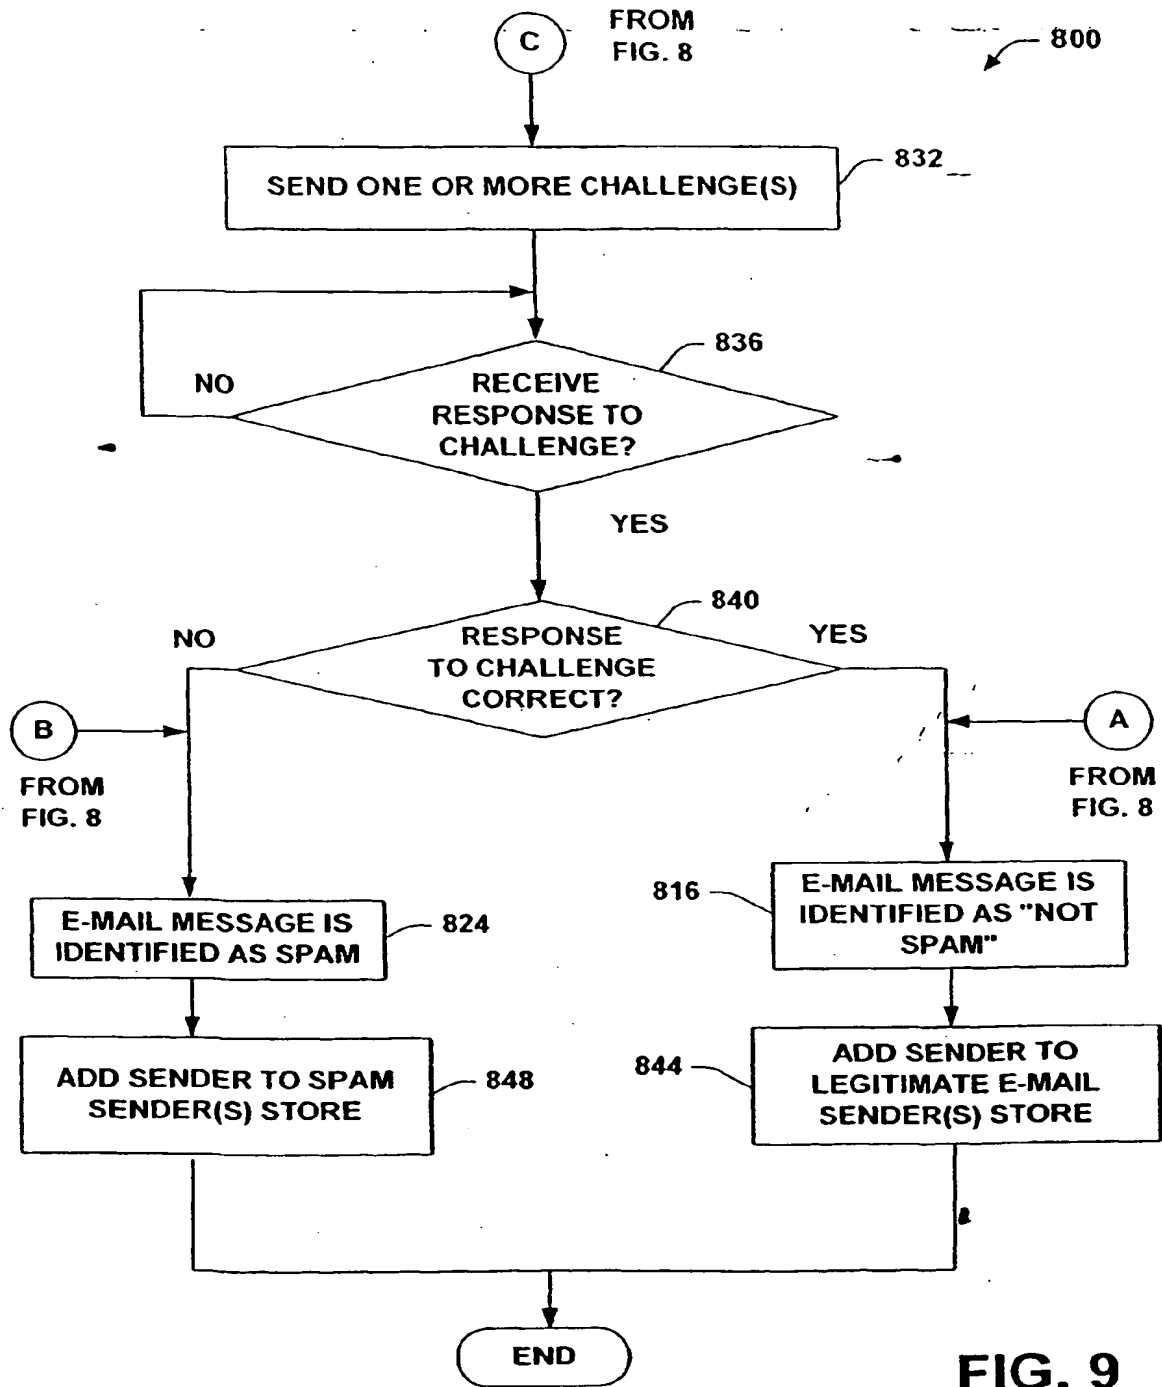 C
FROM
FIG. 8
800
SEND ONE OR MORE CHALLENGE(S)
832
836
NO
RECEIVE
RESPONSE TO
CHALLENGE?
YES
840
NO
RESPONSE
TO CHALLENGE
CORRECT?
YES
B
FROM
FIG. 8
A
FROM
FIG. 8
E-MAIL MESSAGE IS
IDENTIFIED AS SPAM
824
816
E-MAIL MESSAGE IS
IDENTIFIED AS "NOT
SPAM"
ADD SENDER TO SPAM
SENDER(S) STORE
848
844
ADD SENDER TO
LEGITIMATE E-MAIL
SENDER(S) STORE
END
FIG. 9